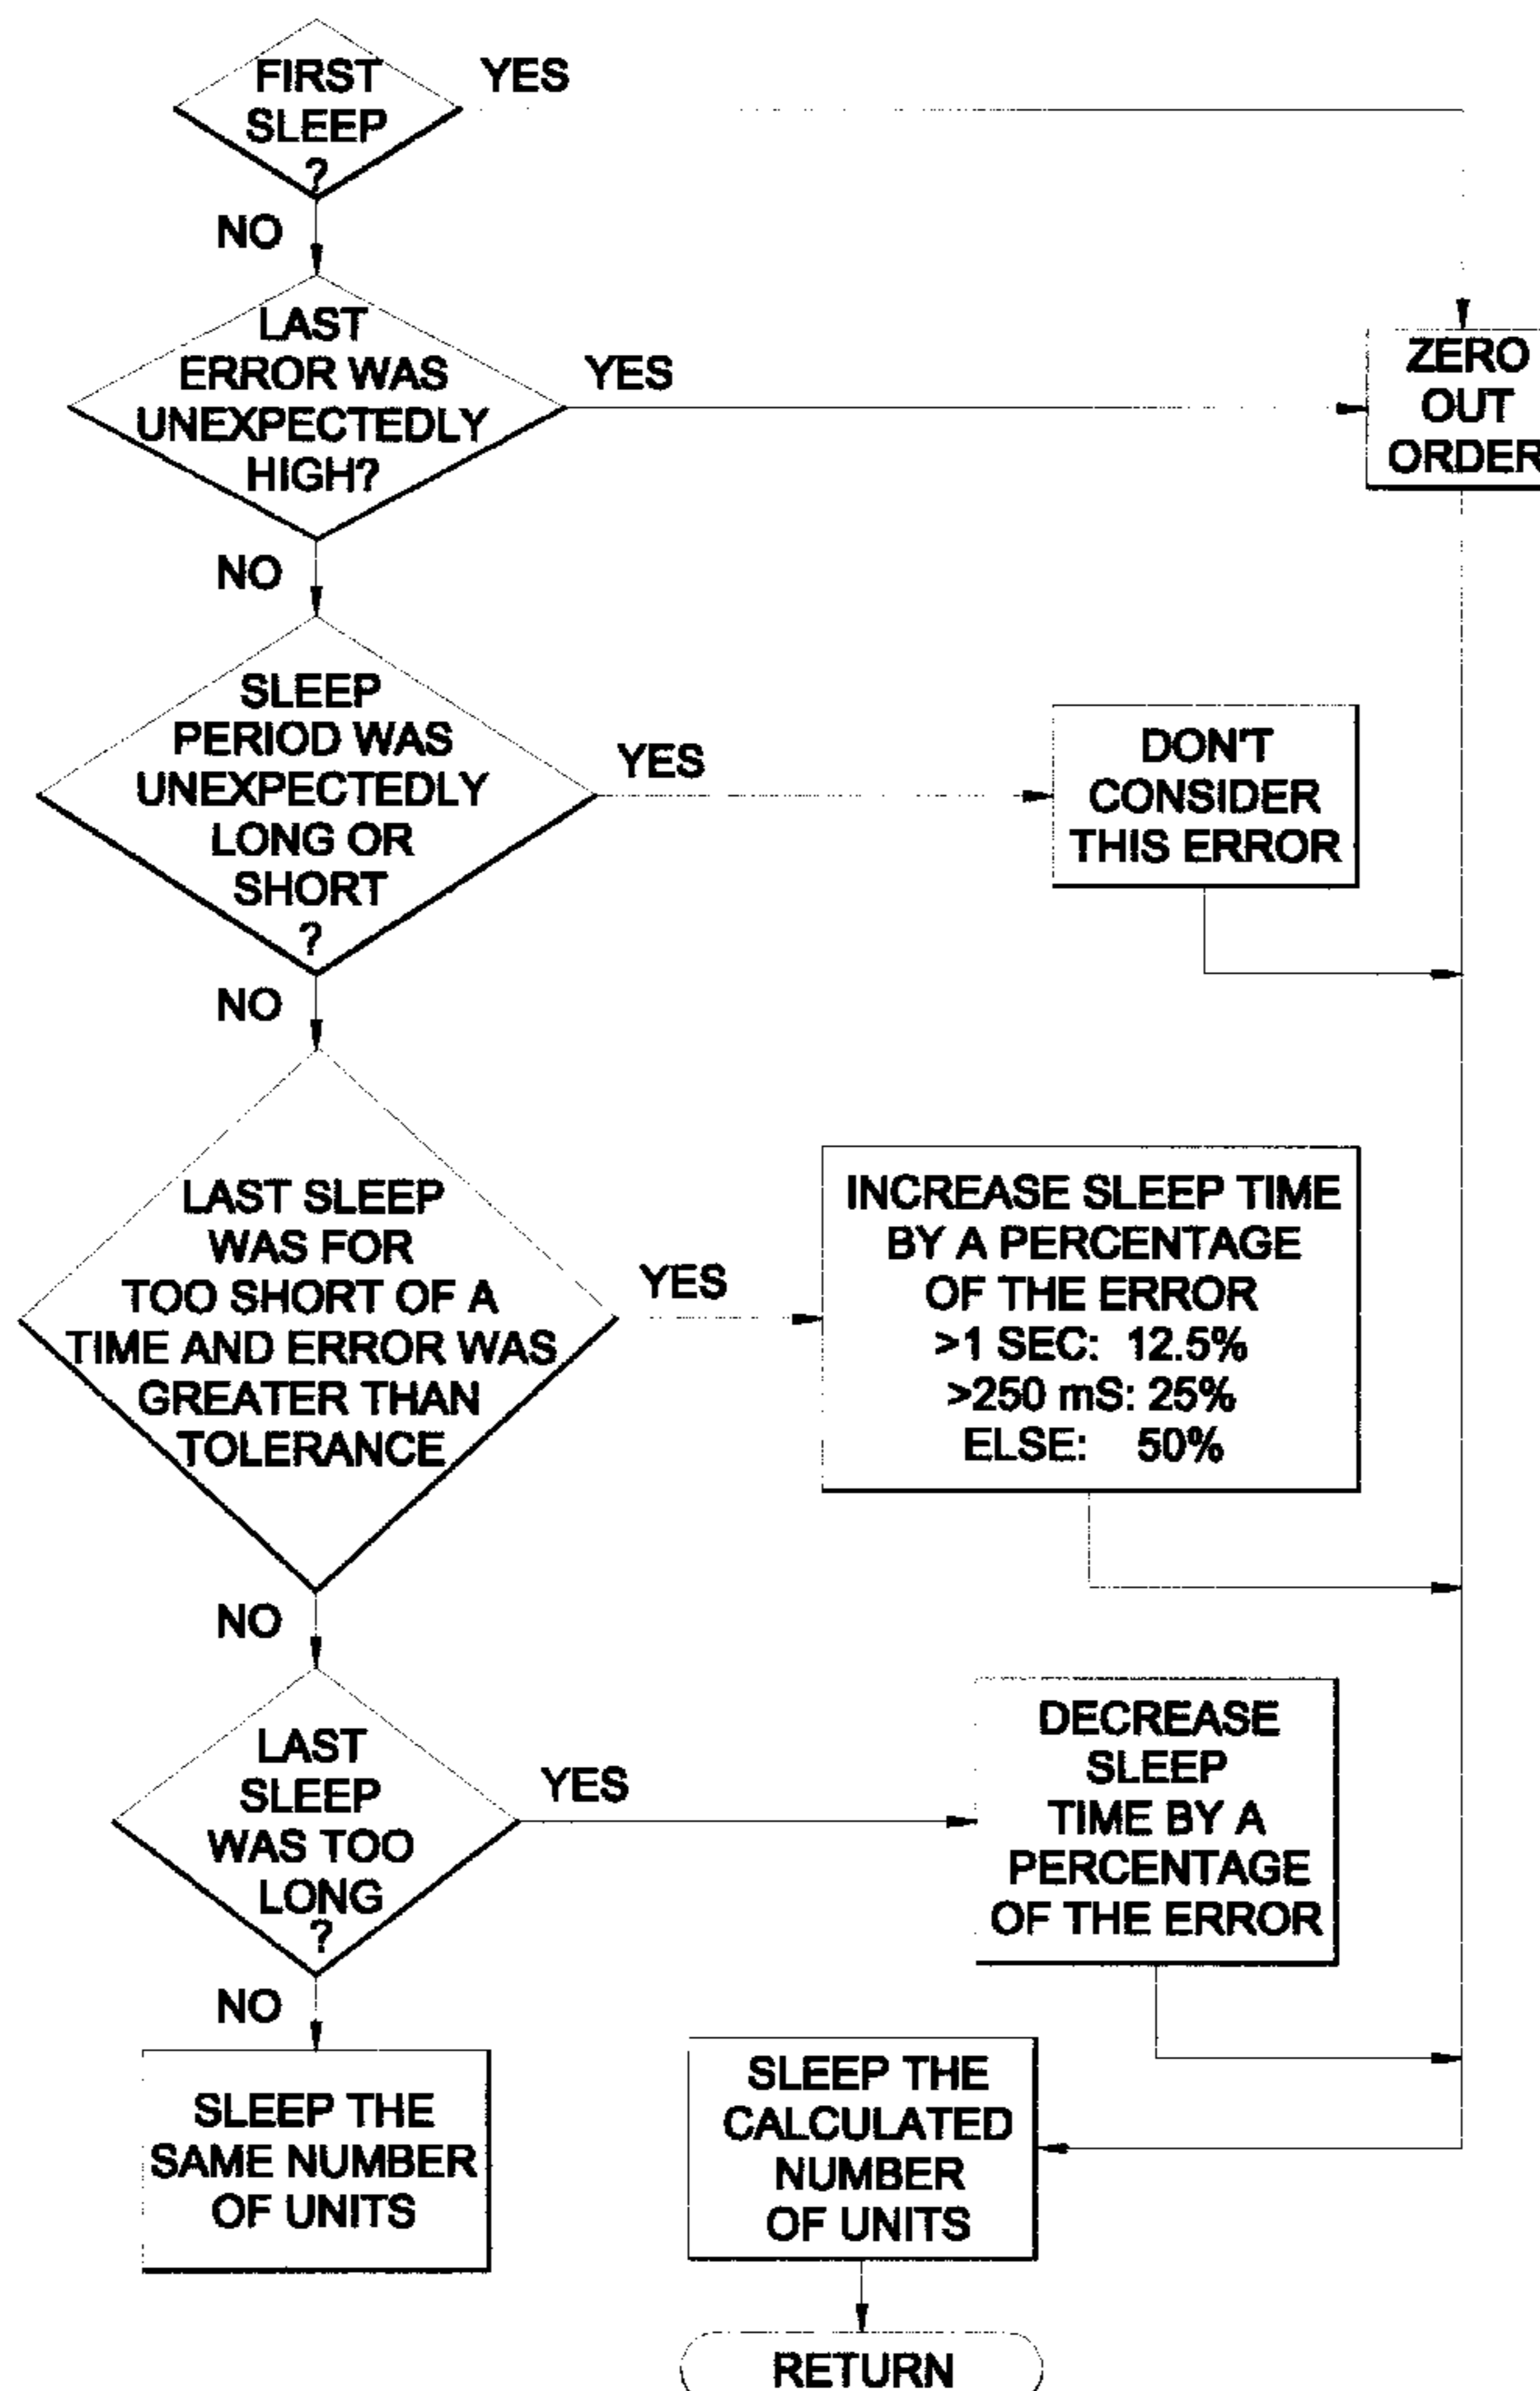 FIRST
SLEEP
?
YES
NO
LAST
ERROR WAS
UNEXPECTEDLY
HIGH?
YES
ZERO
OUT
ORDER
NO
SLEEP
PERIOD WAS
UNEXPECTEDLY
LONG OR
SHORT
?
YES
DON'T
CONSIDER
THIS ERROR
NO
LAST SLEEP
WAS FOR
TOO SHORT OF A
TIME AND ERROR WAS
GREATER THAN
TOLERANCE
YES
INCREASE SLEEP TIME
BY A PERCENTAGE
OF THE ERROR
>1 SEC: 12.5%
>250 mS: 25%
ELSE: 50%
NO
LAST
SLEEP
WAS TOO
LONG
?
YES
DECREASE
SLEEP
TIME BY A
PERCENTAGE
OF THE ERROR
NO
SLEEP THE
SAME NUMBER
OF UNITS
SLEEP THE
CALCULATED
NUMBER
OF UNITS
RETURN